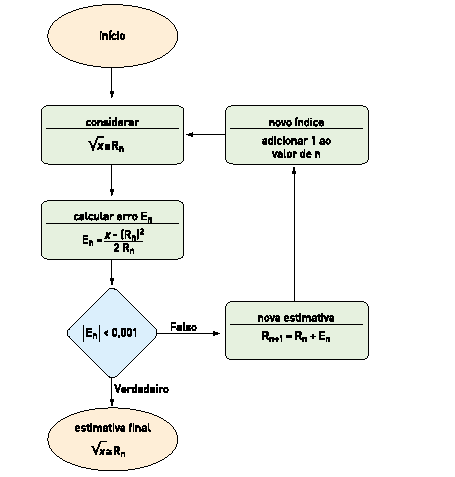 início
considerar
√x ≅ Rₙ
novo índice
adicionar 1 ao
valor de n
calcular erro Eₙ
Eₙ = x - (Rₙ)² / 2 Rₙ
|Eₙ| < 0,001
Falso
nova estimativa
Rₙ₊₁ = Rₙ + Eₙ
Verdadeiro
estimativa final
√x ≅ Rₙ